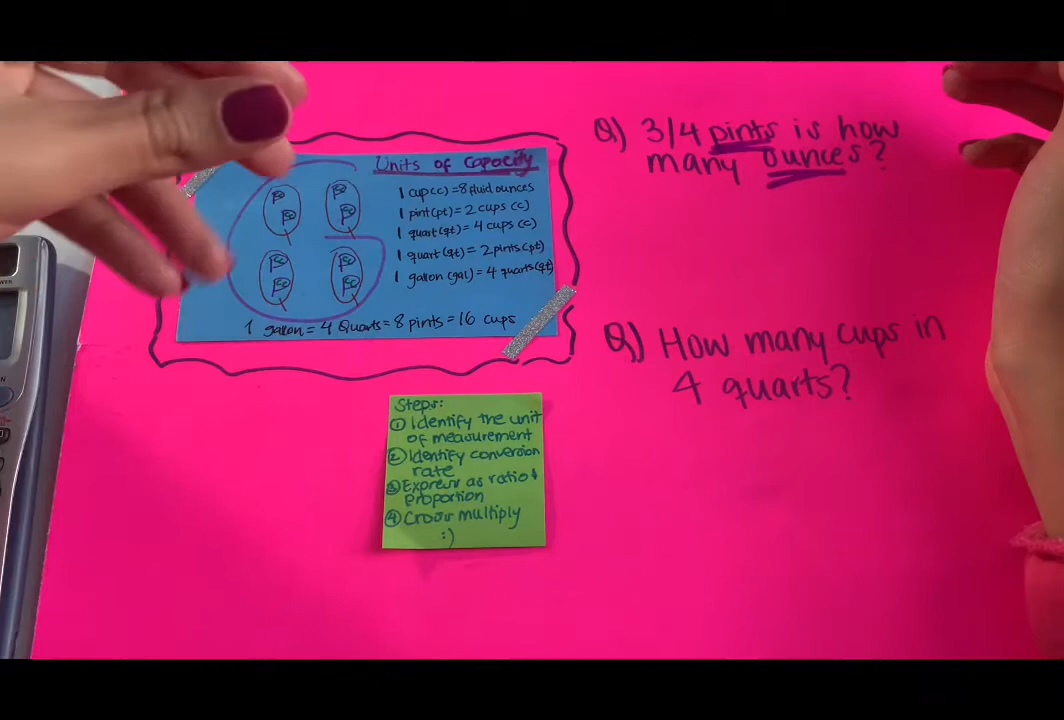 Units of Capacity
1 cup(c) = 8 fluid ounces
1 pint(pt) = 2 cups (c)
1 quart(qt) = 4 cups (c)
1 quart(qt) = 2 pints(pt)
1 gallon (gal) = 4 quarts(qt)
1 gallon = 4 Quarts = 8 pints = 16 cups
Q) 3/4 pints is how
many ounces?
Q) How many cups in
4 quarts?
Steps:
① Identify the unit
of measurement
② Identify conversion
rate
③ Express as ratio +
proportion
④ Cross multiply
:)